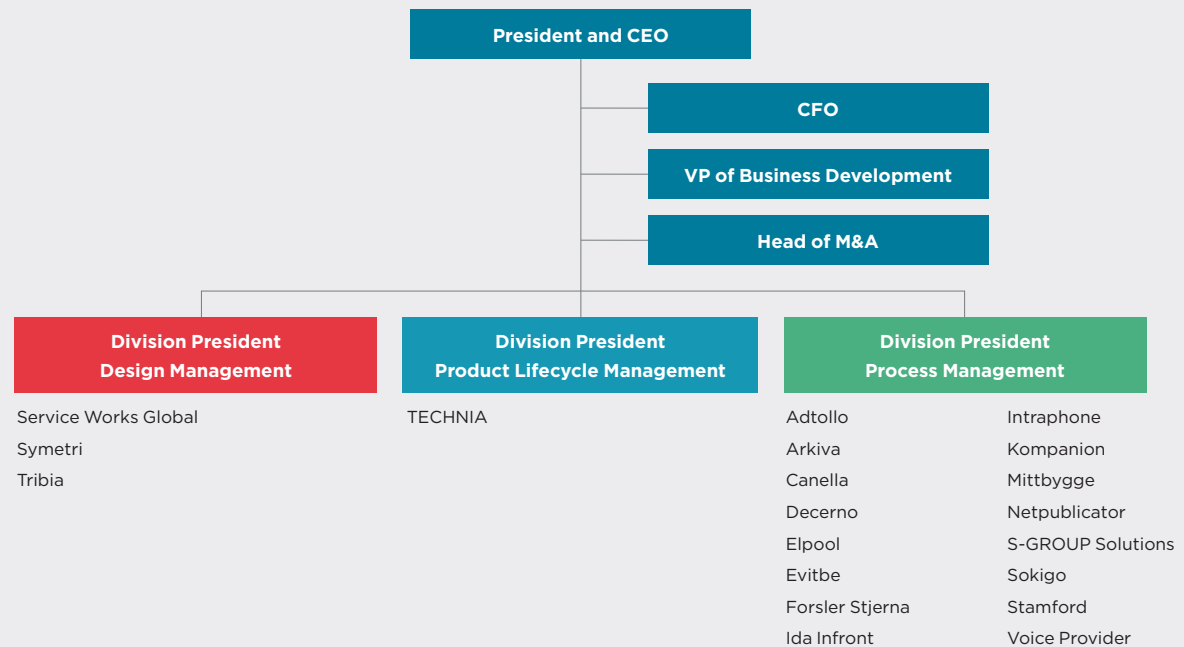 President and CEO
CFO
VP of Business Development
Head of M&A
Division President
Design Management
Service Works Global
Symetri
Tribia
Division President
Product Lifecycle Management
TECHNIA
Division President
Process Management
Adtollo
Arkiva
Canella
Decerno
Elpool
Evitbe
Forsler Stjerna
Ida Infront
Intraphone
Kompanion
Mittbygge
Netpublicator
S-GROUP Solutions
Sokigo
Stamford
Voice Provider